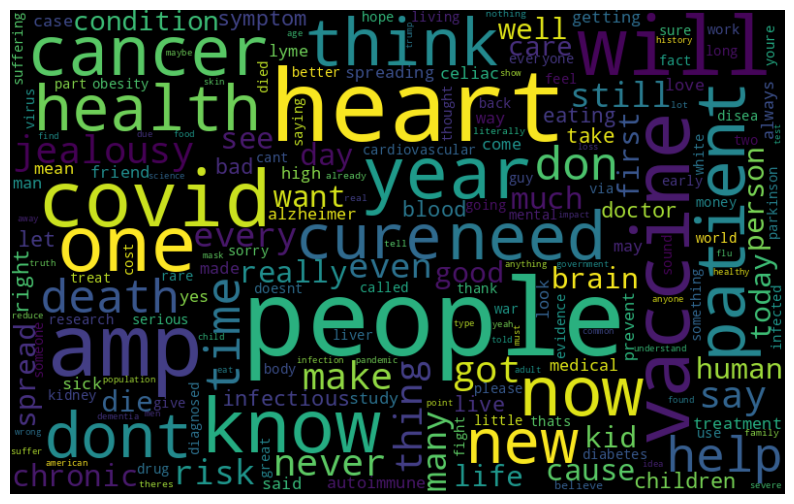 suffering
case
condition
symptom
age
maybe
hope
living
trump
nothing
getting
youre
sure
history
work
cancer
think
well
will
died
lyme
care
everyone
fact
long
part
obesity
skin
better
spreading
celiac
show
feel
love
virus
health
heart
still
lot
find
due
food
saying
thought
back
eating
disea
always
jealousy
see
day
literally
cardiovascular
way
take
first
white
two
test
mean
friend
bad
cant
science
high
already
come
loss
guy
via
early
parkinson
man
want
year
don
vaccine
patient
person
covid
real
alzheimer
blood
going
mental
impact
much
doctor
money
away
let
one
every
sorry
mask
tell
cure
need
may
world
flu
truth
cost
made
really
even
good
anything
government
sound
healthy
right
death
treat
rare
doesnt
look
brain
something
anyone
today
infected
reduce
yes
time
called
thank
evidence
prevent
research
serious
child
liver
war
type
yeah
told
common
understand
amp
people
must
human
spread
someone
sick
population
eat
infection
pandemic
body
make
got
medical
adult
kidney
die
give
infectious
study
live
please
now
say
wrong
dont
dementia
men
diagnosed
know
thing
point
little
thats
kid
use
found
treatment
suffer
great
many
fight
new
diabetes
family
help
chronic
risk
never
life
cause
idea
american
theres
drug
said
autoimmune
believe
children
severe